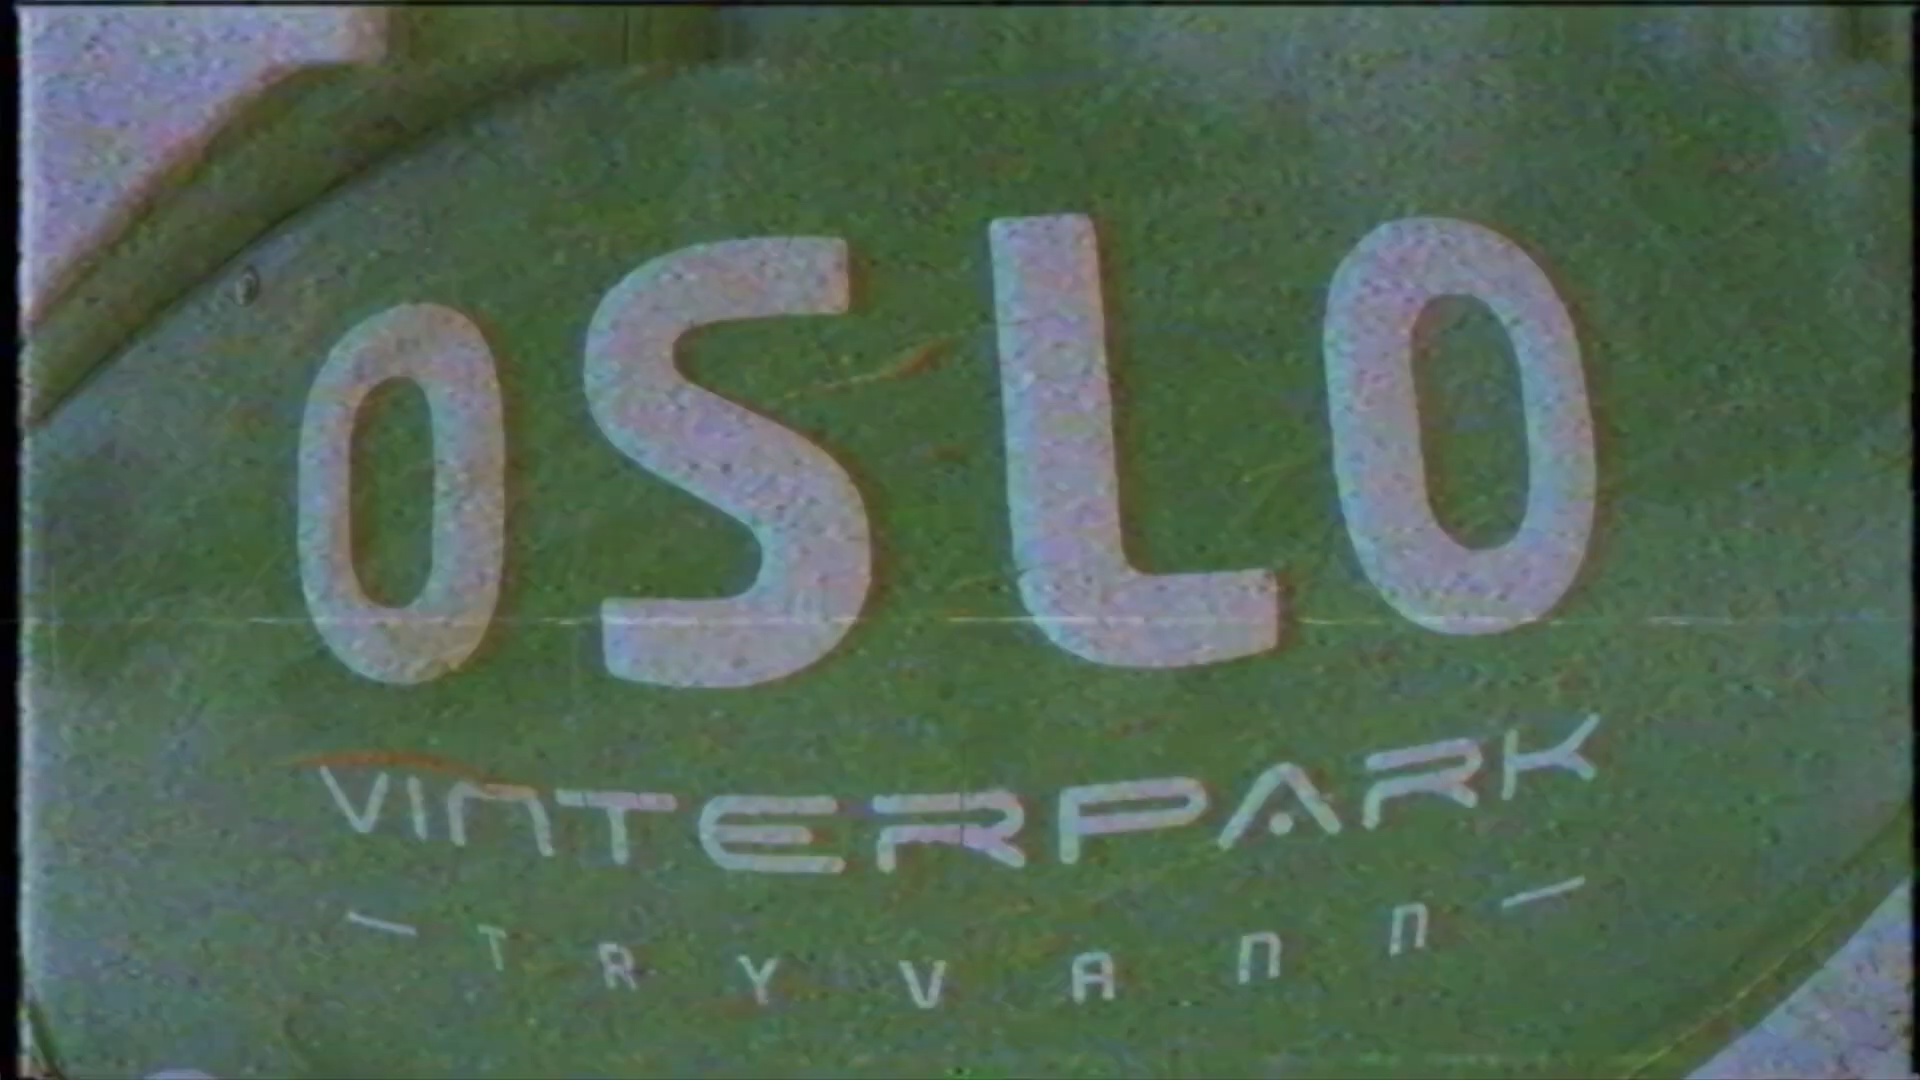 OSLO
VINTERPARK
— TRYVANN —